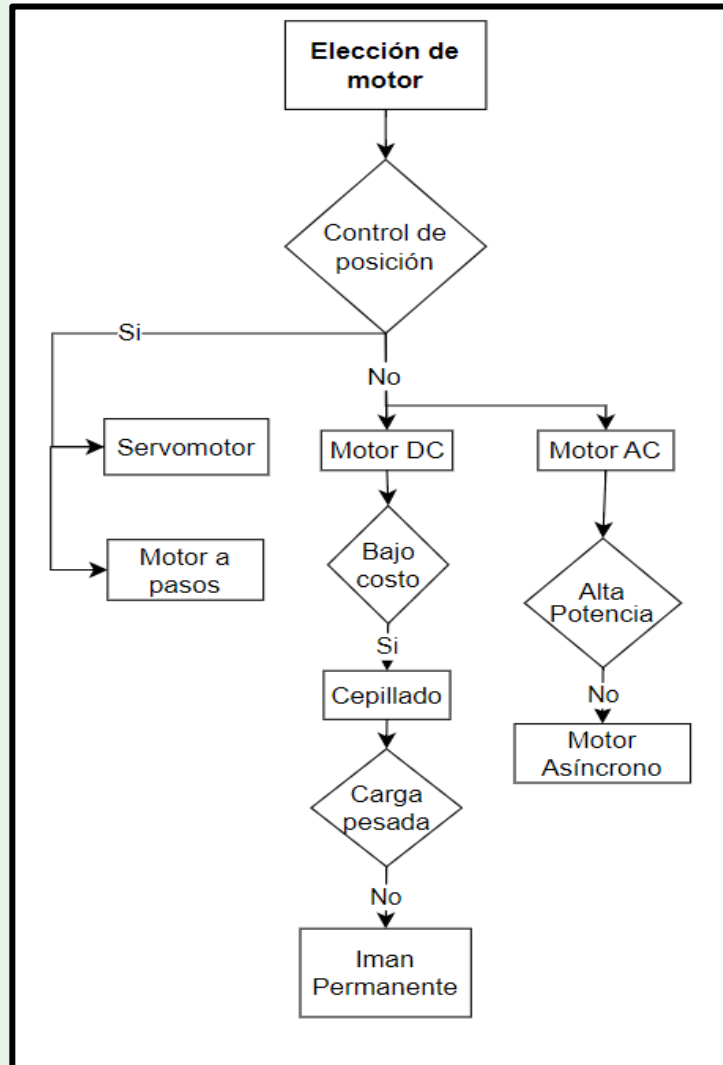 Elección de
motor
Control de
posición
Si
No
Servomotor
Motor DC
Motor AC
Motor a
pasos
Bajo
costo
Alta
Potencia
Si
Cepillado
No
Motor
Asíncrono
Carga
pesada
No
Iman
Permanente